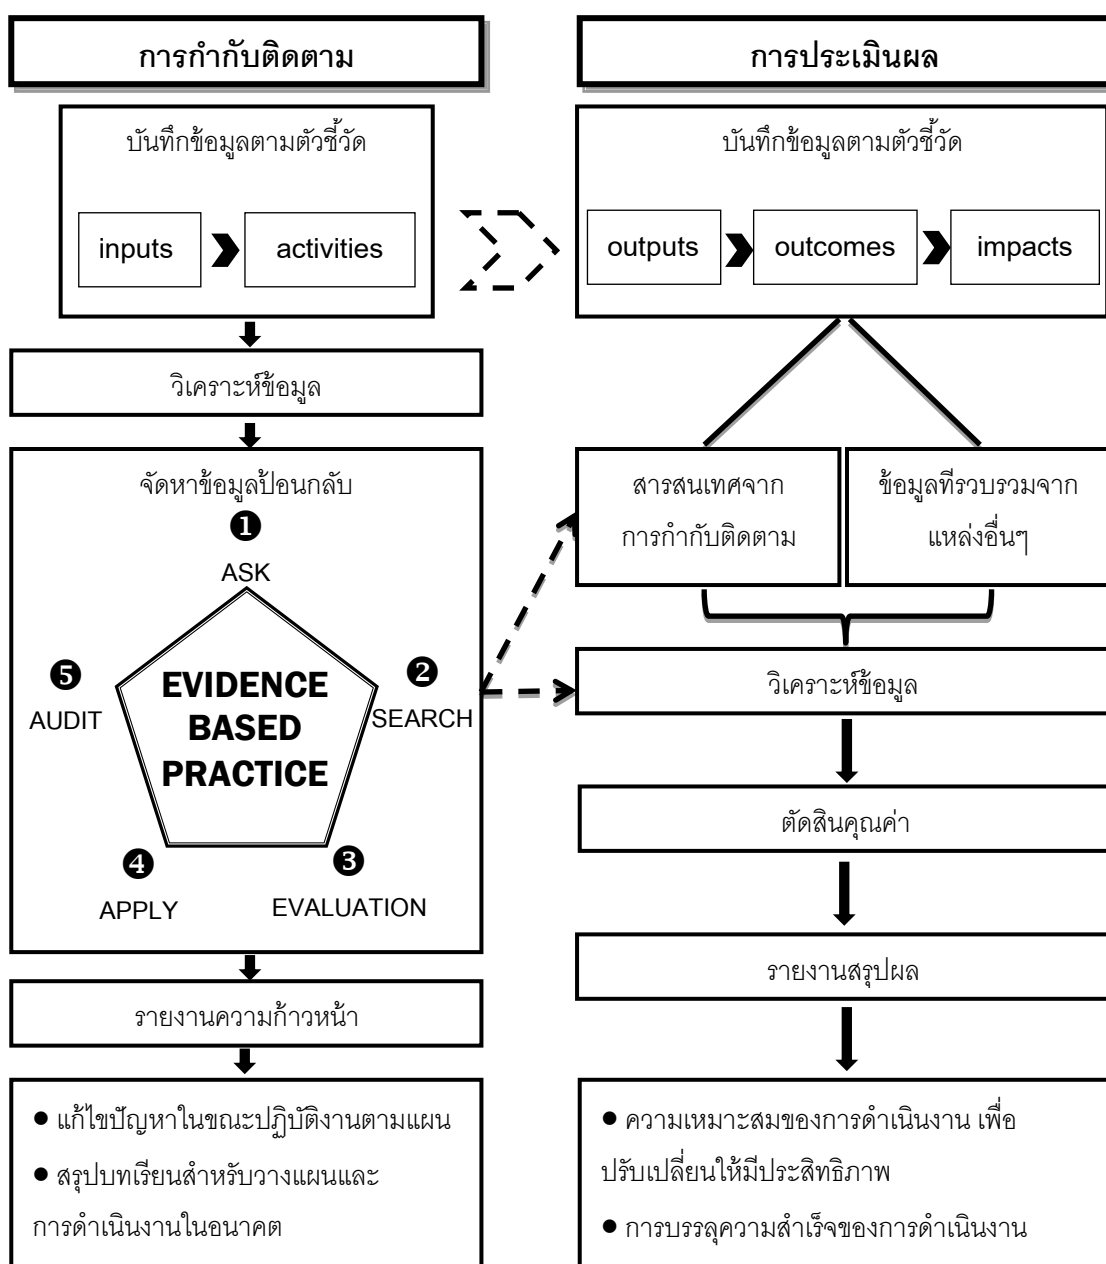 การกำกับติดตาม
บันทึกข้อมูลตามตัวชี้วัด
inputs
activities
วิเคราะห์ข้อมูล
จัดหาข้อมูลป้อนกลับ
❶
ASK
❷
SEARCH
❸
EVALUATION
❹
APPLY
❺
AUDIT
EVIDENCE
BASED
PRACTICE
รายงานความก้าวหน้า
● แก้ไขปัญหาในขณะปฏิบัติงานตามแผน
● สรุปบทเรียนสำหรับวางแผนและ
การดำเนินงานในอนาคต
การประเมินผล
บันทึกข้อมูลตามตัวชี้วัด
outputs
outcomes
impacts
สารสนเทศจาก
การกำกับติดตาม
ข้อมูลที่รวบรวมจาก
แหล่งอื่นๆ
วิเคราะห์ข้อมูล
ตัดสินคุณค่า
รายงานสรุปผล
● ความเหมาะสมของการดำเนินงาน เพื่อ
ปรับเปลี่ยนให้มีประสิทธิภาพ
● การบรรลุความสำเร็จของการดำเนินงาน